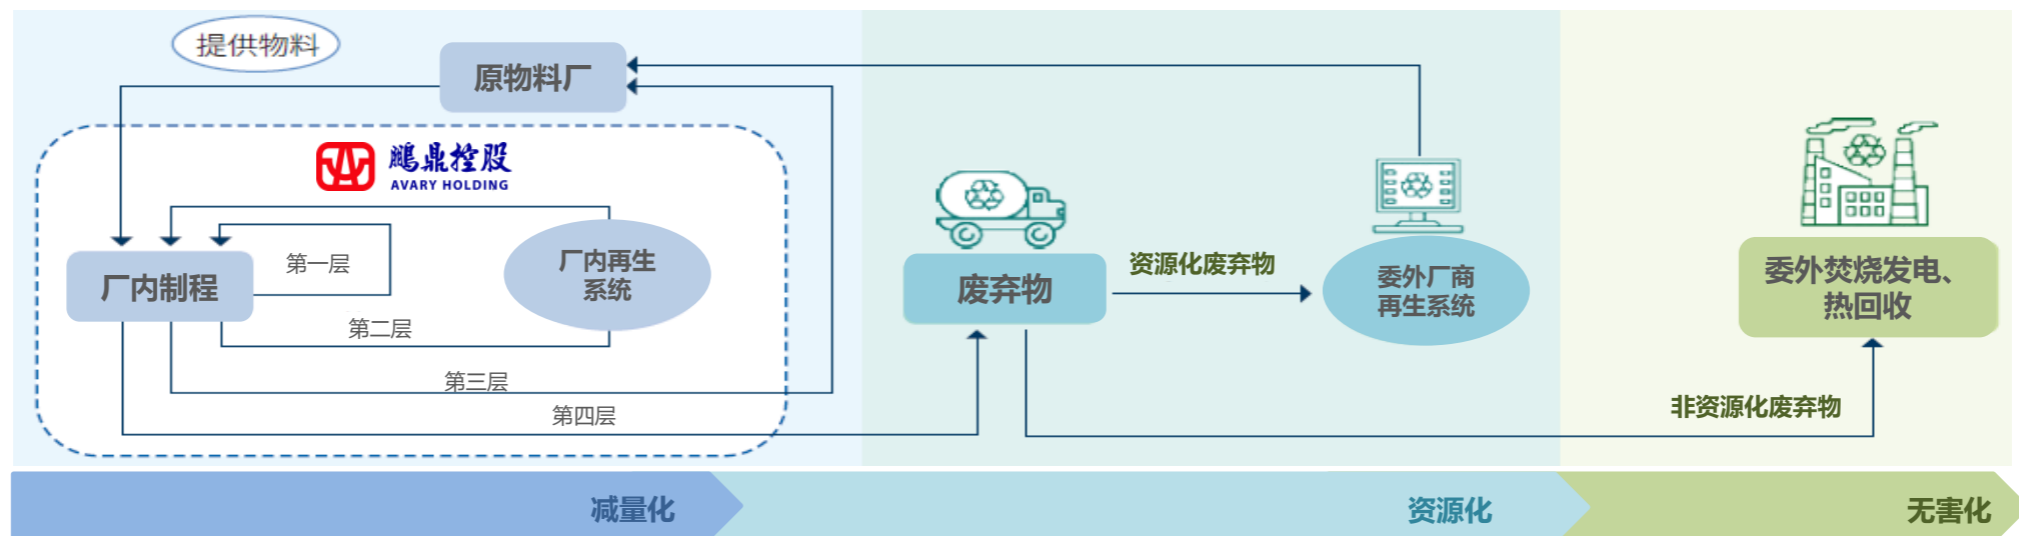 提供物料
原物料厂
鹏鼎控股
AVARY HOLDING
厂内制程
第一层
厂内再生
系统
第二层
第三层
第四层
废弃物
资源化废弃物
委外厂商
再生系统
委外焚烧发电、
热回收
非资源化废弃物
减量化
资源化
无害化